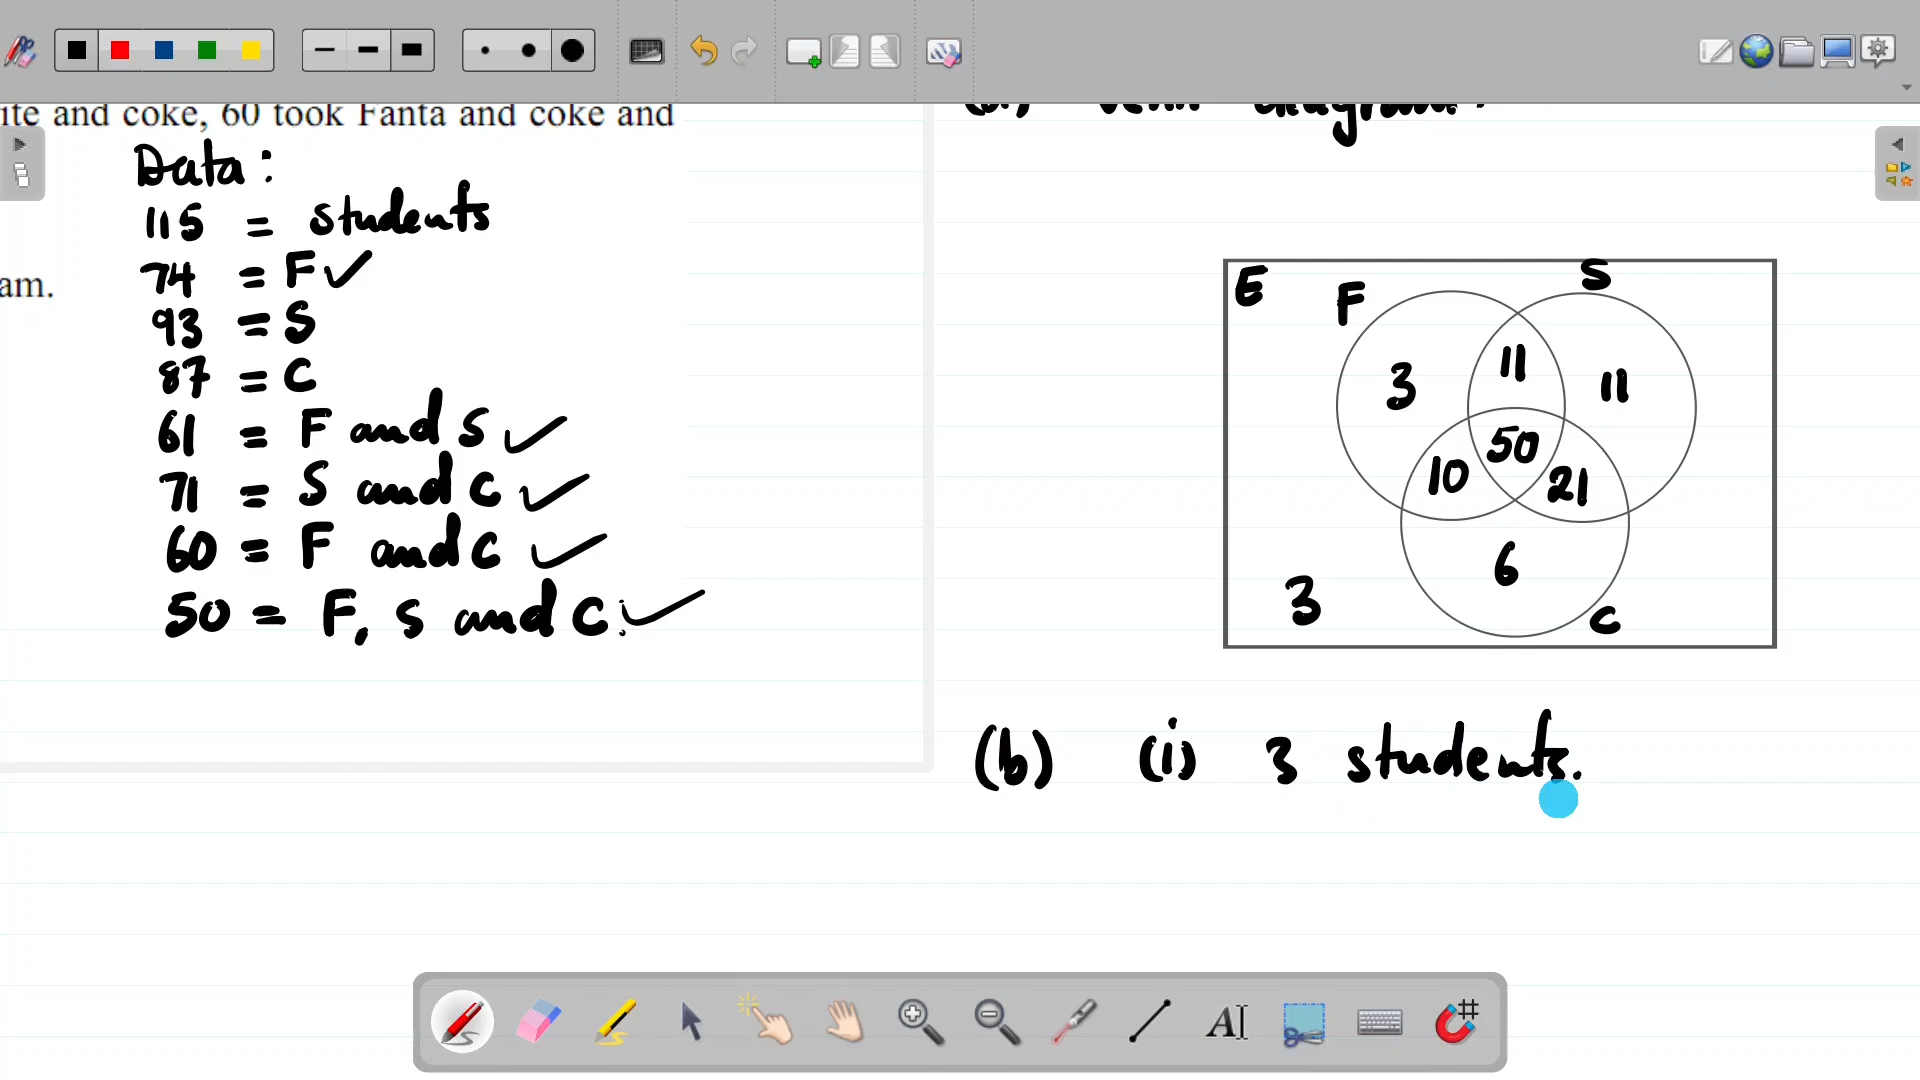 ite and coke, 60 took Fanta and coke and
Data:
115 = students
74 = F✓
93 = S
87 = C
61 = F and S ✓
71 = S and C ✓
60 = F and C ✓
50 = F, S and C. ✓
am.
E
F
S
3
11
11
50
10
21
6
3
C
(b) (i) 3 students.
AI